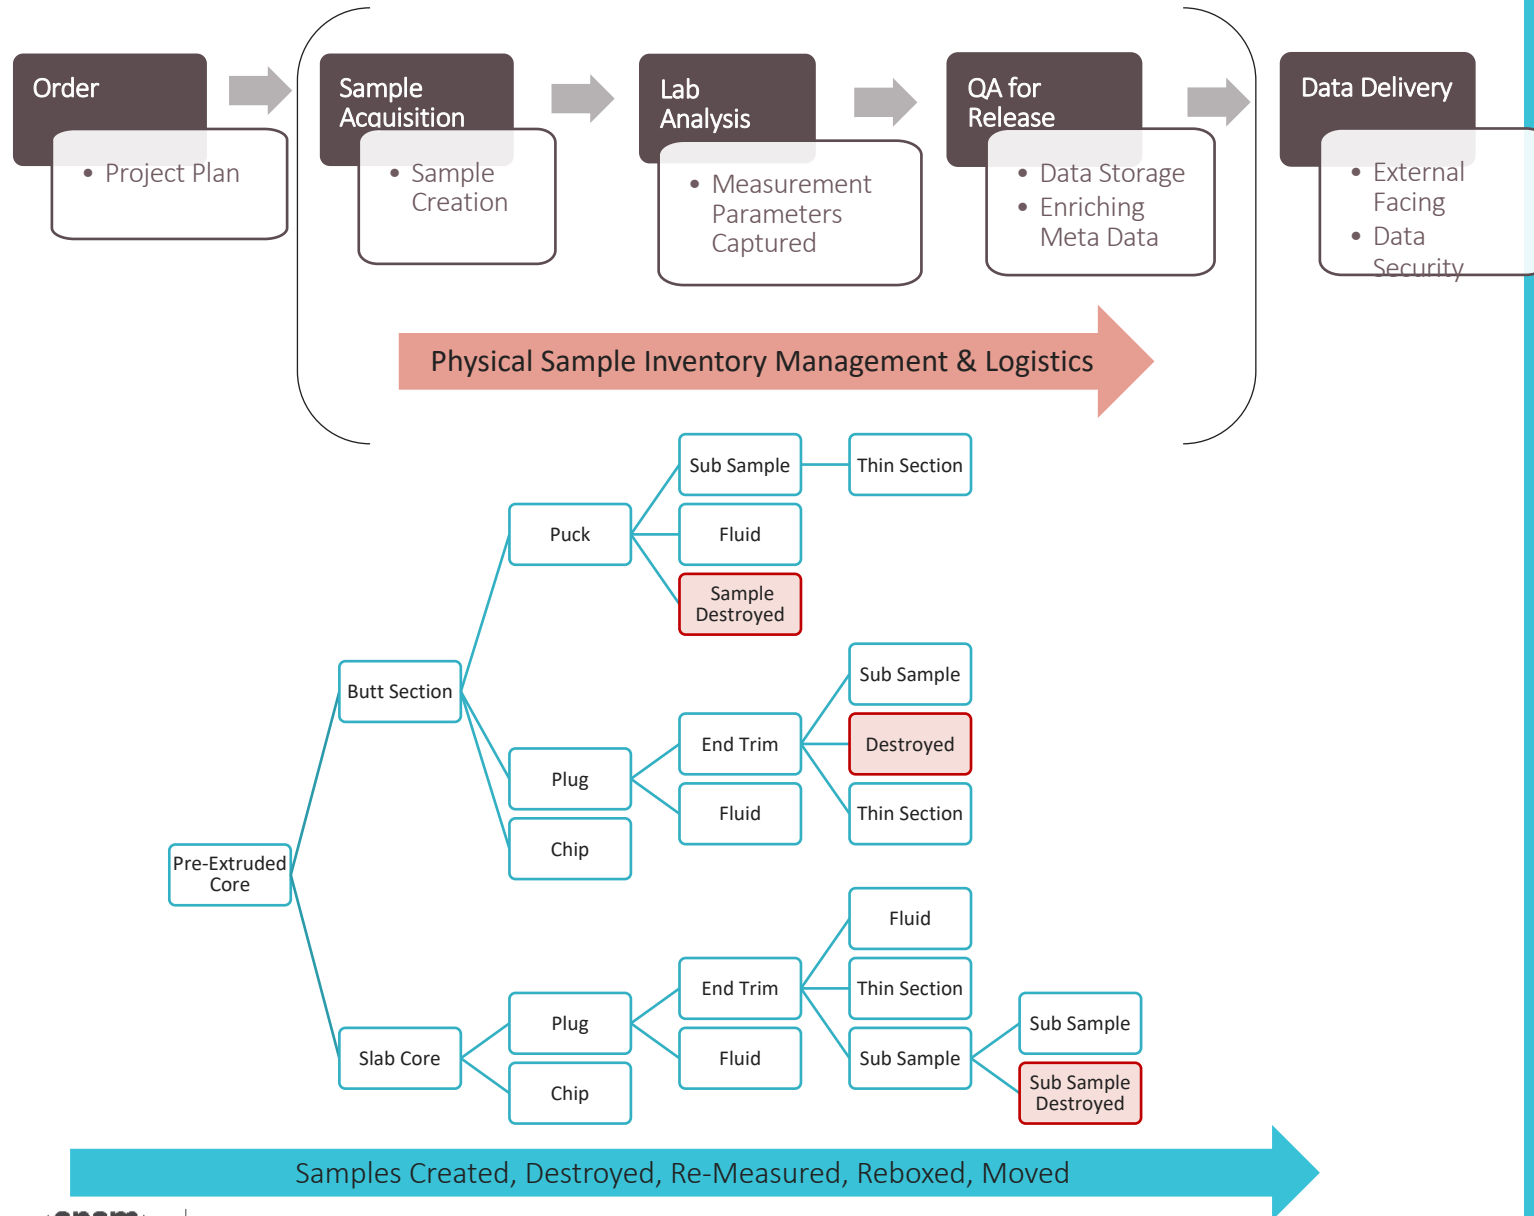 Order
• Project Plan
Sample
Acquisition
• Sample
Creation
Lab
Analysis
• Measurement
Parameters
Captured
QA for
Release
• Data Storage
• Enriching
Meta Data
Data Delivery
• External
Facing
• Data
Security
Physical Sample Inventory Management & Logistics
Sub Sample
Thin Section
Puck
Fluid
Sample
Destroyed
Sub Sample
Butt Section
End Trim
Destroyed
Plug
Fluid
Thin Section
Chip
Pre-Extruded
Core
Fluid
End Trim
Thin Section
Plug
Sub Sample
Slab Core
Fluid
Sub Sample
Chip
Sub Sample
Destroyed
Samples Created, Destroyed, Re-Measured, Reboxed, Moved